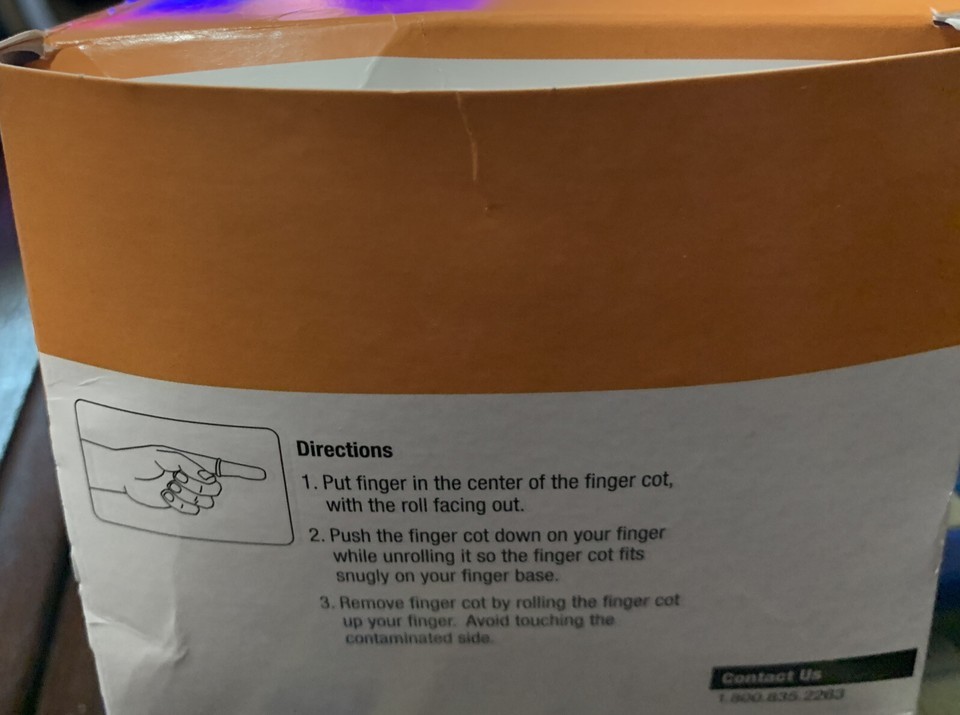 Directions
1. Put finger in the center of the finger cot,
with the roll facing out.
2. Push the finger cot down on your finger
while unrolling it so the finger cot fits
snugly on your finger base.
3. Remove finger cot by rolling the finger cot
up your finger. Avoid touching the
contaminated side.
Contact Us
1.800.835.2263